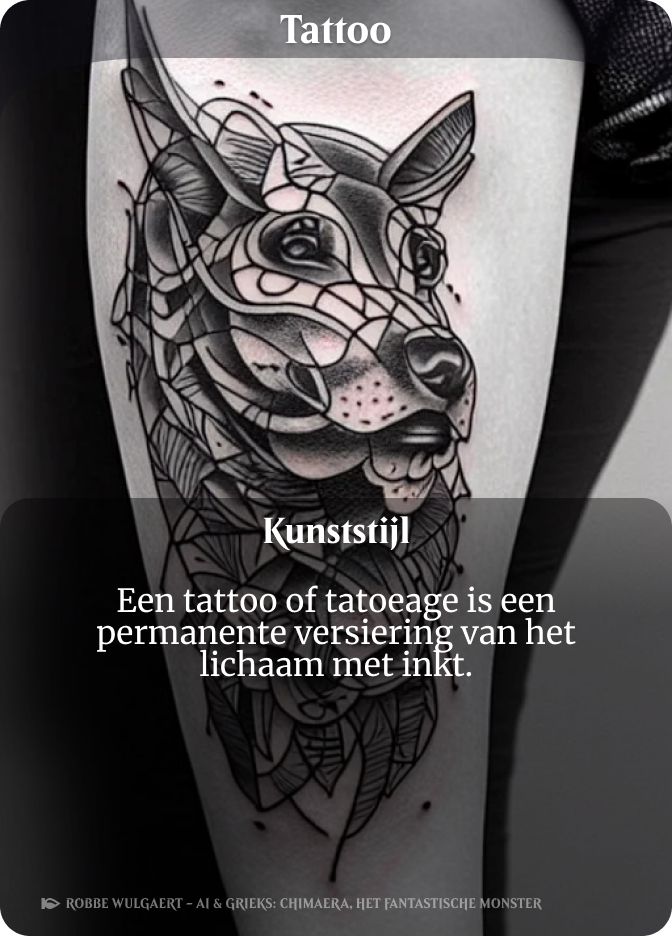 Tattoo
Kunststijl
Een tattoo of tatoeage is een
permanente versiering van het
lichaam met inkt.
ROBBE WULGAERT – AI & GRIEKS: CHIMAERA, HET FANTASTISCHE MONSTER